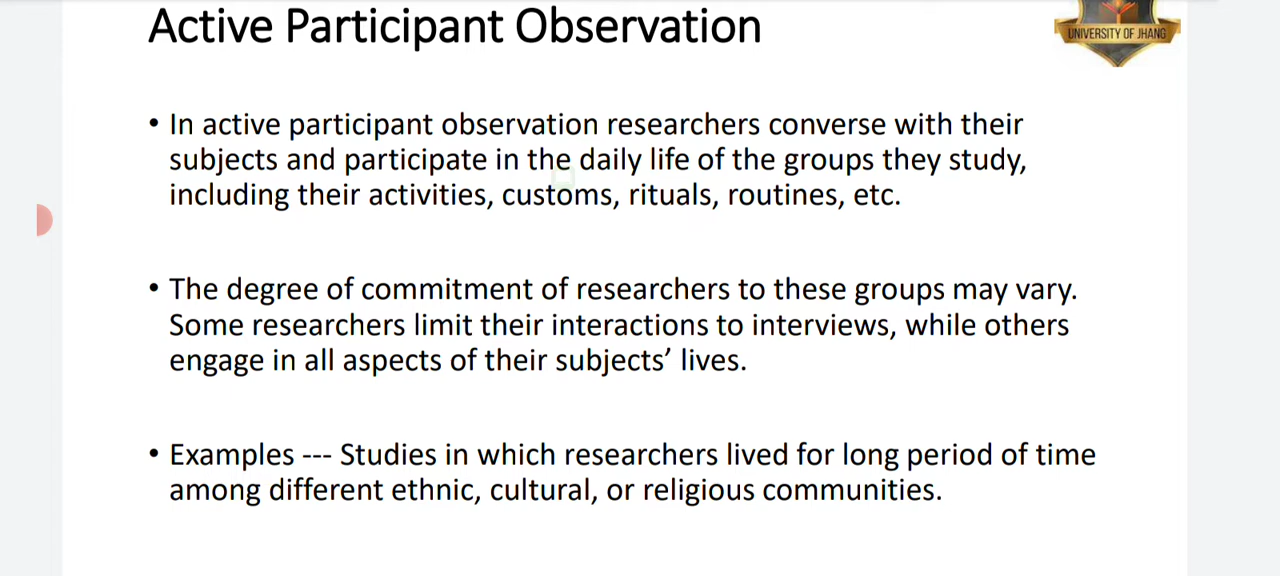 Active Participant Observation
UNIVERSITY OF JHANG
• In active participant observation researchers converse with their
subjects and participate in the daily life of the groups they study,
including their activities, customs, rituals, routines, etc.
• The degree of commitment of researchers to these groups may vary.
Some researchers limit their interactions to interviews, while others
engage in all aspects of their subjects’ lives.
• Examples --- Studies in which researchers lived for long period of time
among different ethnic, cultural, or religious communities.